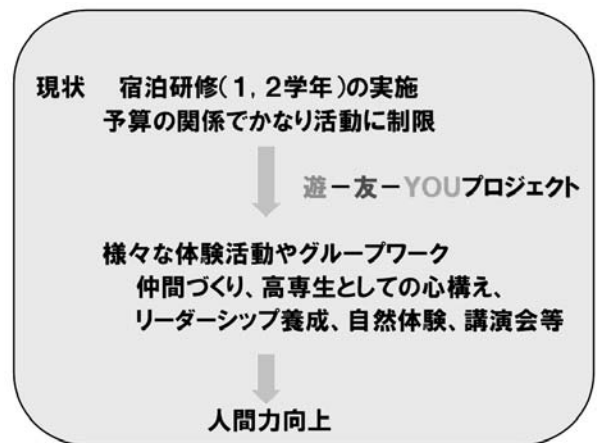 現状　宿泊研修(1,2学年)の実施
予算の関係でかなり活動に制限
遊－友－YOUプロジェクト
様々な体験活動やグループワーク
仲間づくり、高専生としての心構え、
リーダーシップ養成、自然体験、講演会等
人間力向上